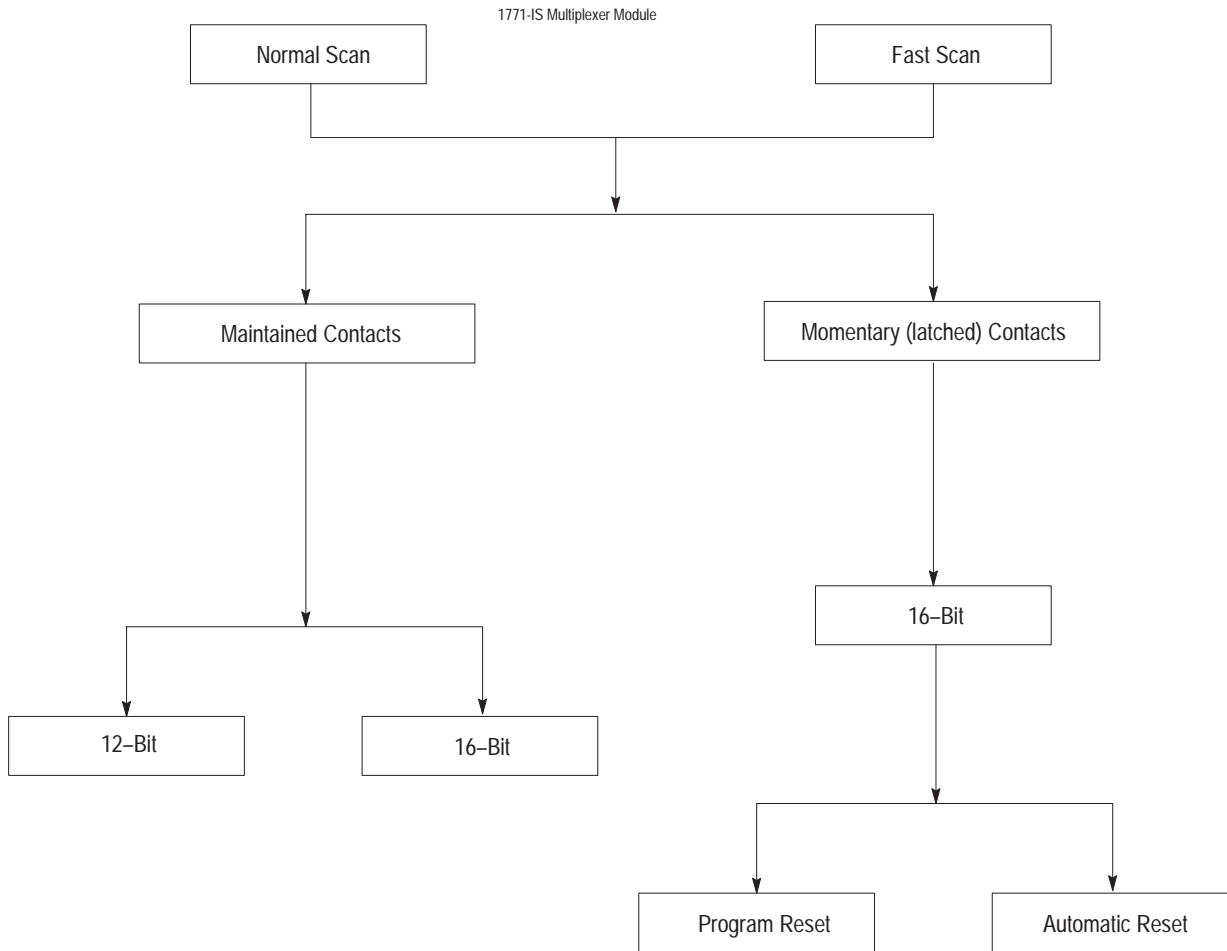 1771-IS Multiplexer Module
Normal Scan
Fast Scan
Maintained Contacts
Momentary (latched) Contacts
16–Bit
12–Bit
16–Bit
Program Reset
Automatic Reset